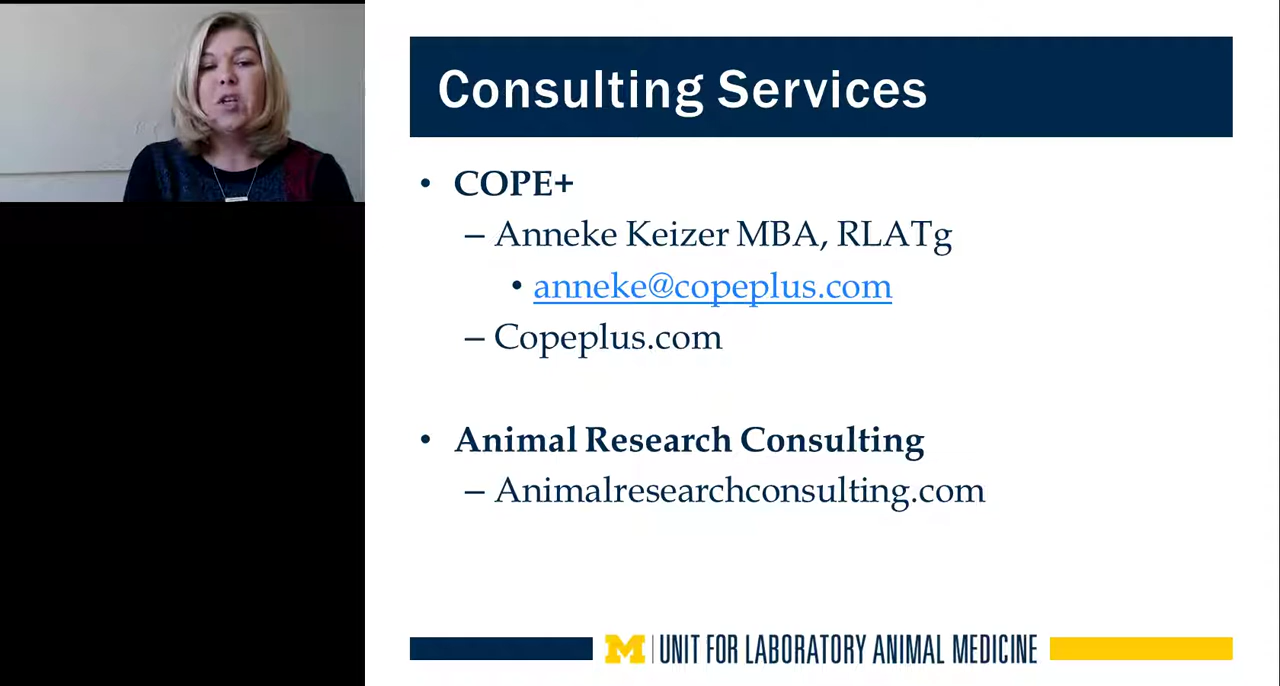 Consulting Services
• COPE+
– Anneke Keizer MBA, RLATg
• anneke@copeplus.com
– Copeplus.com
• Animal Research Consulting
– Animalresearchconsulting.com
M | UNIT FOR LABORATORY ANIMAL MEDICINE